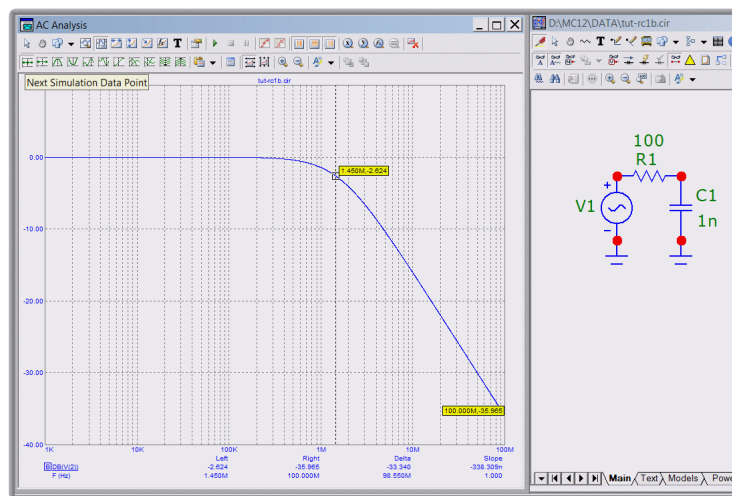 AC Analysis
D:\MC12\DATA\tut-rc1b.cir
T
T
Next Simulation Data Point
tut-rc1b.cir
0.00
1.450M,-2.624
-10.00
-20.00
-30.00
100.000M,-35.965
-40.00
1K 10K 100K 1M 10M 100M
Left Right Delta Slope
DB(V(2)) -2.624 -35.965 -33.340 -338.309n
F (Hz) 1.450M 100.000M 98.550M 1.000
100
R1
V1
+
-
C1
1n
Main Text Models Powe